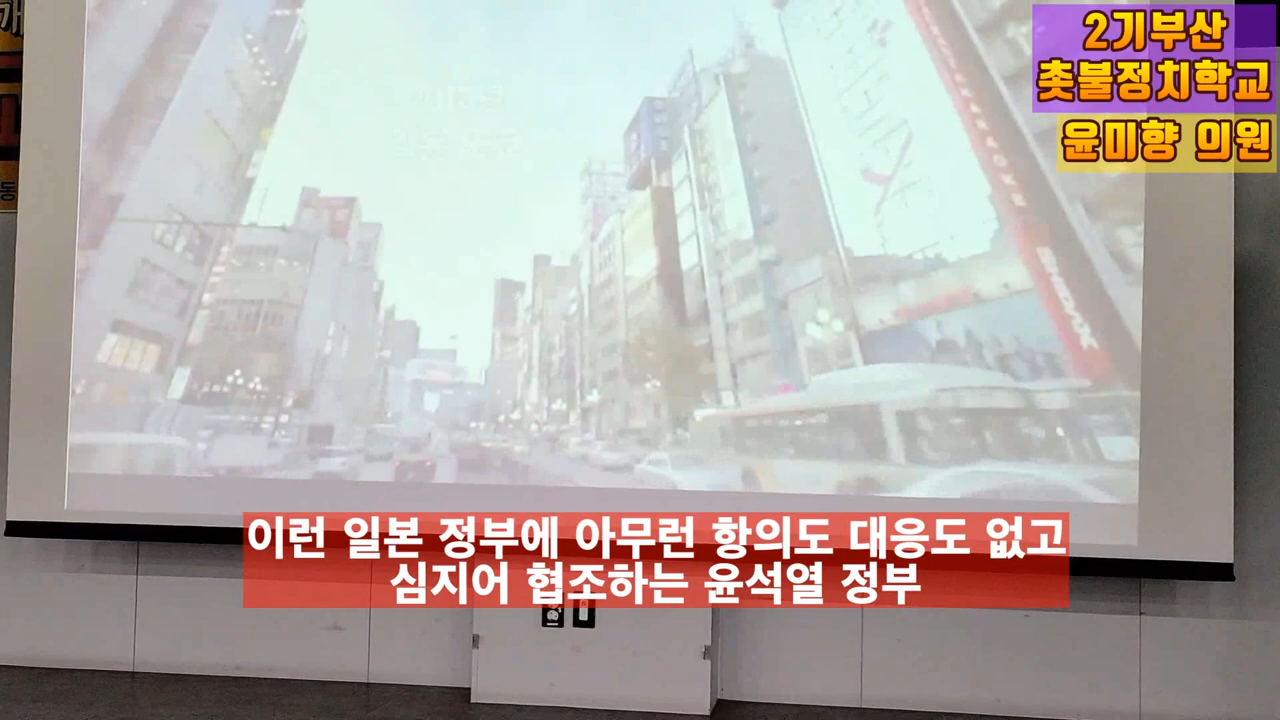 2기부산
촛불정치학교
윤미향 의원
이런 일본 정부에 아무런 항의도 대응도 없고
심지어 협조하는 윤석열 정부